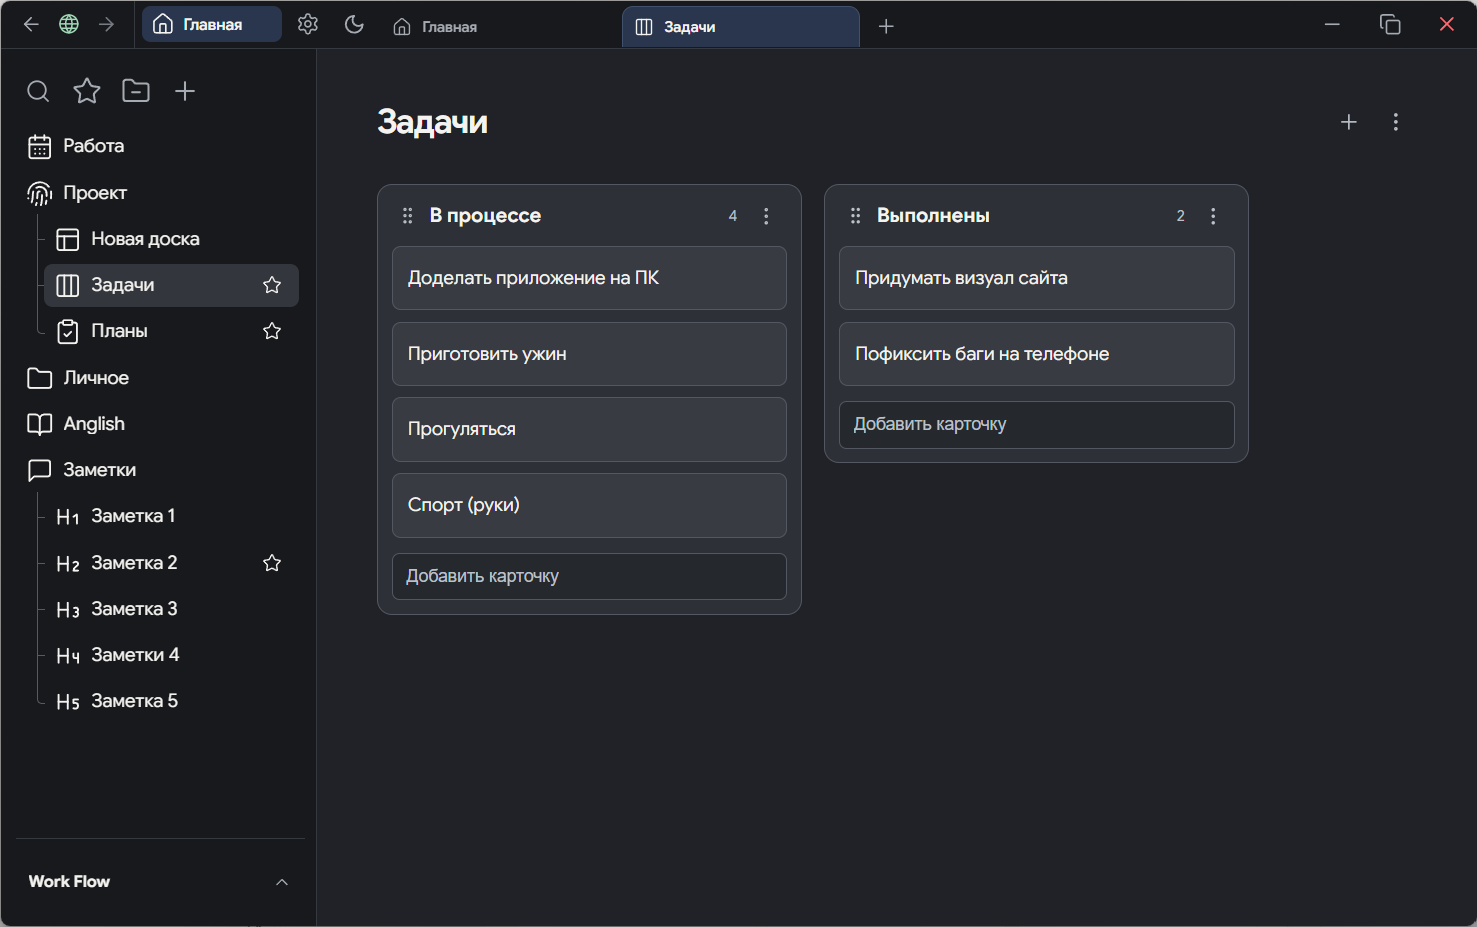 Главная
Главная
Задачи
Работа
Проект
Новая доска
Задачи
Планы
Личное
Anglish
Заметки
H1 Заметка 1
H2 Заметка 2
H3 Заметка 3
H4 Заметки 4
H5 Заметка 5
Work Flow
Задачи
В процессе 4
Доделать приложение на ПК
Приготовить ужин
Прогуляться
Спорт (руки)
Добавить карточку
Выполнены 2
Придумать визуал сайта
Пофиксить баги на телефоне
Добавить карточку